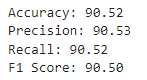 Accuracy: 90.52
Precision: 90.53
Recall: 90.52
F1 Score: 90.50